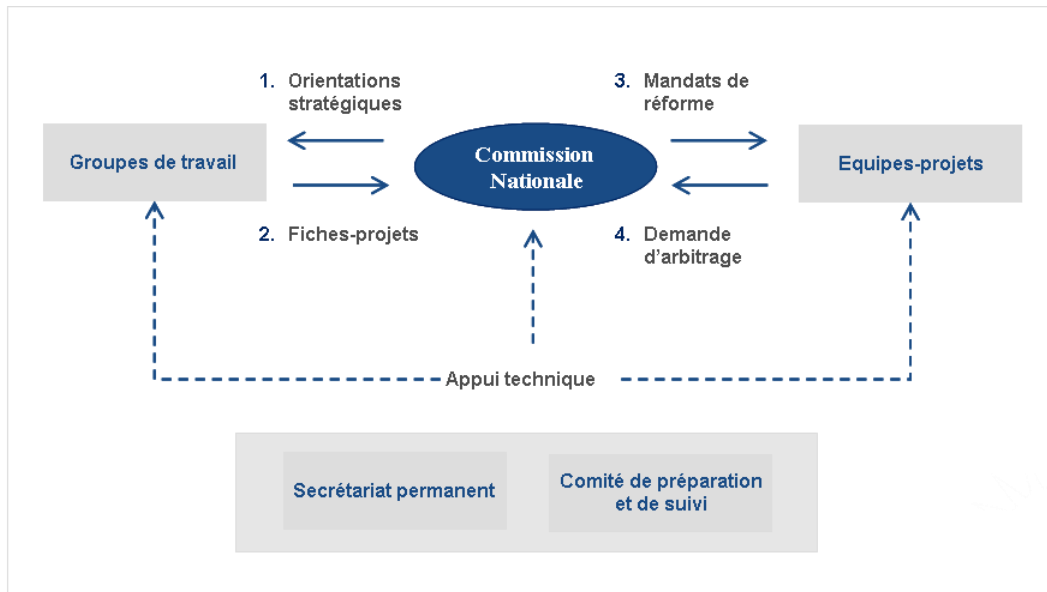 1. Orientations
stratégiques
3. Mandats de
réforme
Groupes de travail
Commission
Nationale
Equipes-projets
2. Fiches-projets
4. Demande
d'arbitrage
Appui technique
Secrétariat permanent
Comité de préparation
et de suivi